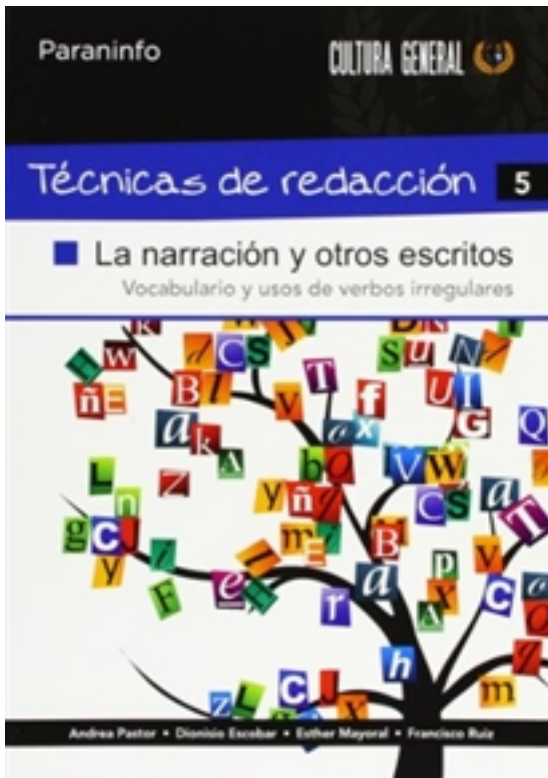 Paraninfo
CULTURA GENERAL
Técnicas de redacción 5
La narración y otros escritos
Vocabulario y usos de verbos irregulares
Andrea Pastor • Dionisio Escobar • Esther Mayoral • Francisco Ruiz